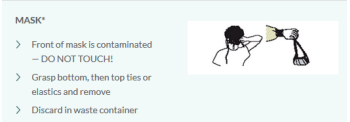 MASK*
Front of mask is contaminated
— DO NOT TOUCH!
Grasp bottom, then top ties or
elastics and remove
Discard in waste container